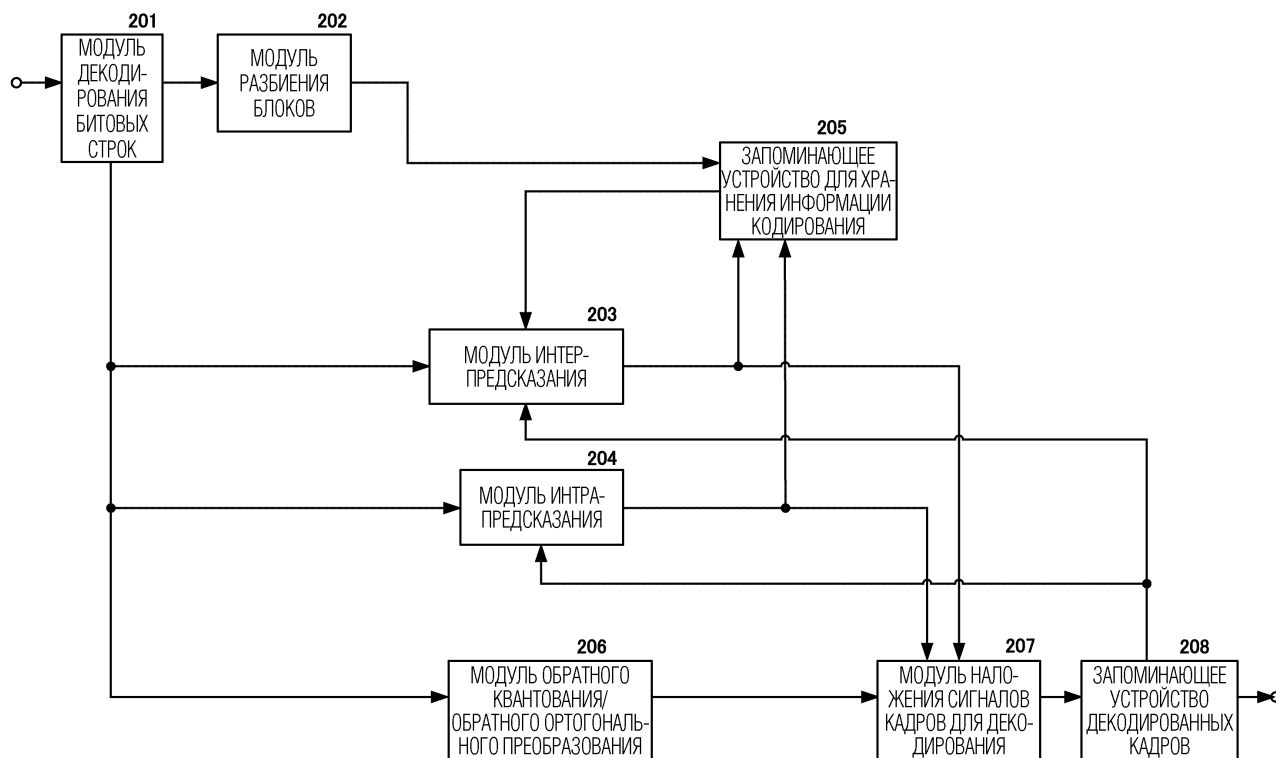 201
МОДУЛЬ
ДЕКОДИ-
РОВАНИЯ
БИТОВЫХ
СТРОК
202
МОДУЛЬ
РАЗБИЕНИЯ
БЛОКОВ
205
ЗАПОМИНАЮЩЕЕ
УСТРОЙСТВО ДЛЯ ХРА-
НЕНИЯ ИНФОРМАЦИИ
КОДИРОВАНИЯ
203
МОДУЛЬ ИНТЕР-
ПРЕДСКАЗАНИЯ
204
МОДУЛЬ ИНТРА-
ПРЕДСКАЗАНИЯ
206
МОДУЛЬ ОБРАТНОГО
КВАНТОВАНИЯ/
ОБРАТНОГО ОРТОГОНАЛЬ-
НОГО ПРЕОБРАЗОВАНИЯ
207
МОДУЛЬ НАЛО-
ЖЕНИЯ СИГНАЛОВ
КАДРОВ ДЛЯ ДЕКО-
ДИРОВАНИЯ
208
ЗАПОМИНАЮЩЕЕ
УСТРОЙСТВО
ДЕКОДИРОВАННЫХ
КАДРОВ